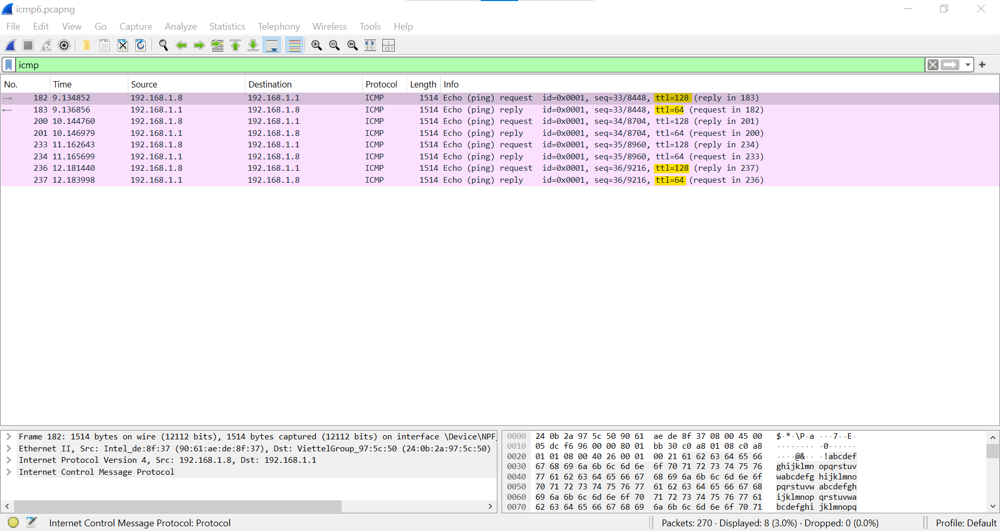 icmp6.pcapng
File Edit View Go Capture Analyze Statistics Telephony Wireless Tools Help
icmp
No. Time Source Destination Protocol Length Info
182 9.134852 192.168.1.8 192.168.1.1 ICMP 1514 Echo (ping) request id=0x0001, seq=33/8448, ttl=128 (reply in 183)
183 9.136856 192.168.1.1 192.168.1.8 ICMP 1514 Echo (ping) reply id=0x0001, seq=33/8448, ttl=64 (request in 182)
200 10.144760 192.168.1.8 192.168.1.1 ICMP 1514 Echo (ping) request id=0x0001, seq=34/8704, ttl=128 (reply in 201)
201 10.146979 192.168.1.1 192.168.1.8 ICMP 1514 Echo (ping) reply id=0x0001, seq=34/8704, ttl=64 (request in 200)
233 11.162643 192.168.1.8 192.168.1.1 ICMP 1514 Echo (ping) request id=0x0001, seq=35/8960, ttl=128 (reply in 234)
234 11.165699 192.168.1.1 192.168.1.8 ICMP 1514 Echo (ping) reply id=0x0001, seq=35/8960, ttl=64 (request in 233)
236 12.181440 192.168.1.8 192.168.1.1 ICMP 1514 Echo (ping) request id=0x0001, seq=36/9216, ttl=128 (reply in 237)
237 12.183998 192.168.1.1 192.168.1.8 ICMP 1514 Echo (ping) reply id=0x0001, seq=36/9216, ttl=64 (request in 236)
Frame 182: 1514 bytes on wire (12112 bits), 1514 bytes captured (12112 bits) on interface \Device\NPF_
Ethernet II, Src: Intel_de:8f:37 (90:61:ae:de:8f:37), Dst: ViettelGroup_97:5c:50 (24:0b:2a:97:5c:50)
Internet Protocol Version 4, Src: 192.168.1.8, Dst: 192.168.1.1
Internet Control Message Protocol
0000 24 0b 2a 97 5c 50 90 61 ae de 8f 37 08 00 45 00 $·*·\P·a ···7··E·
0010 05 dc f6 96 00 00 80 01 bb 30 c0 a8 01 08 c0 a8 ········ ·0······
0020 01 01 08 00 40 26 00 01 00 21 61 62 63 64 65 66 ····@&·· ·!abcdef
0030 67 68 69 6a 6b 6c 6d 6e 6f 70 71 72 73 74 75 76 ghijklmn opqrstuv
0040 77 61 62 63 64 65 66 67 68 69 6a 6b 6c 6d 6e 6f wabcdefg hijklmno
0050 70 71 72 73 74 75 76 77 61 62 63 64 65 66 67 68 pqrstuvw abcdefgh
0060 69 6a 6b 6c 6d 6e 6f 70 71 72 73 74 75 76 77 61 ijklmnop qrstuvwa
0070 62 63 64 65 66 67 68 69 6a 6b 6c 6d 6e 6f 70 71 bcdefghi jklmnopq
Internet Control Message Protocol: Protocol
Packets: 270 · Displayed: 8 (3.0%) · Dropped: 0 (0.0%)
Profile: Default